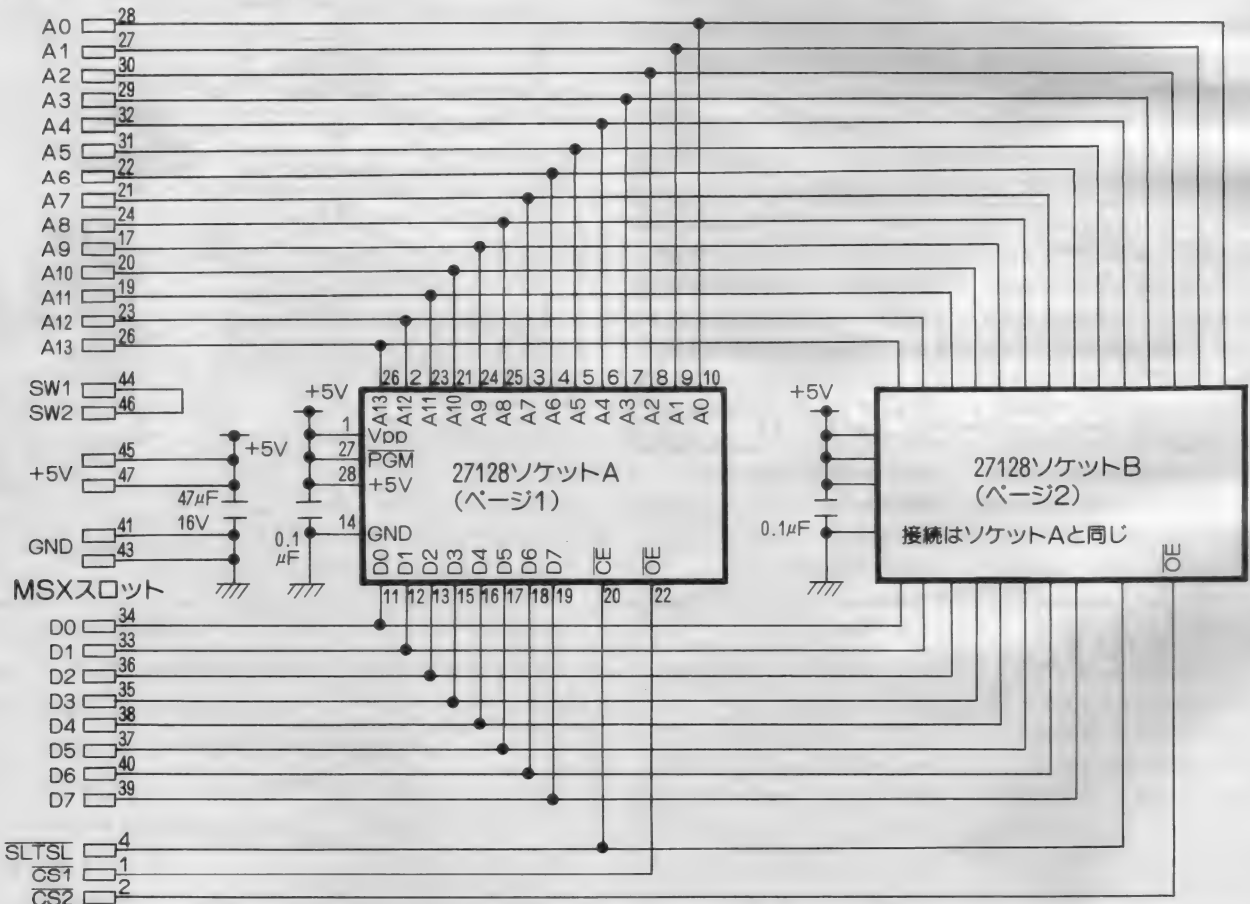 A0 28
A1 27
A2 30
A3 29
A4 32
A5 31
A6 22
A7 21
A8 24
A9 17
A10 20
A11 19
A12 23
A13 26
SW1 44
SW2 46
+5V 45
47
GND 41
43
+5V
47μF
16V
+5V
0.1
μF
26 2 23 21 24 25 3 4 5 6 7 8 9 10
A13 A12 A11 A10 A9 A8 A7 A6 A5 A4 A3 A2 A1 A0
1 Vpp
27 PGM
28 +5V
14 GND
27128ソケットA
(ページ1)
D0 D1 D2 D3 D4 D5 D6 D7 CE OE
11 12 13 15 16 17 18 19 20 22
+5V
0.1μF
27128ソケットB
(ページ2)
接続はソケットAと同じ
OE
MSXスロット
D0 34
D1 33
D2 36
D3 35
D4 38
D5 37
D6 40
D7 39
SLTSL 4
CS1 1
CS2 2